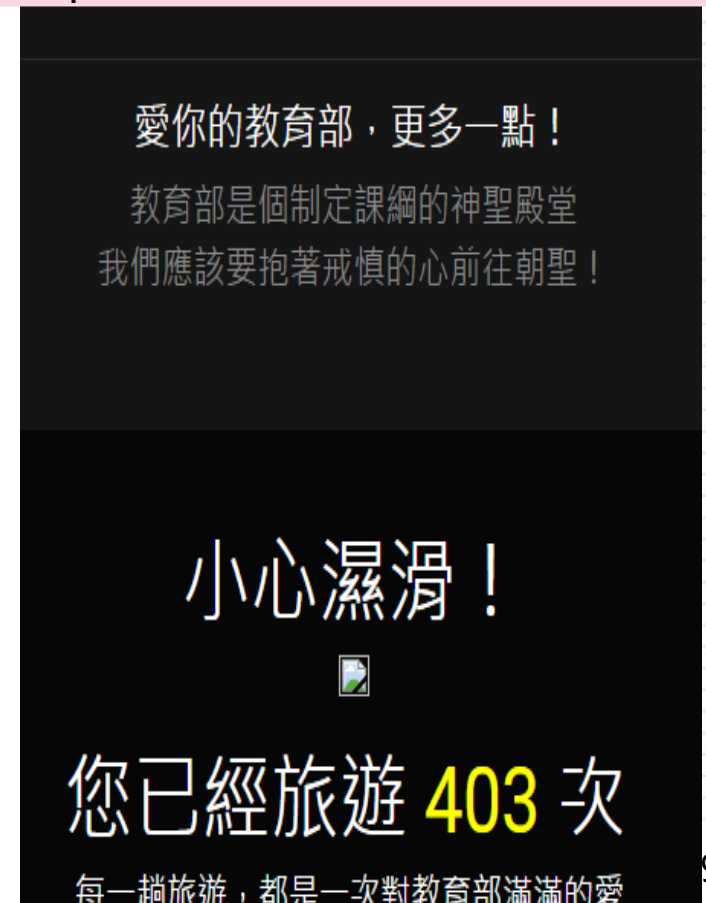 愛你的教育部，更多一點！
教育部是個制定課綱的神聖殿堂
我們應該要抱著戒慎的心前往朝聖！
小心濕滑！
您已經旅遊 403 次
每一趟旅遊，都是一次對教育部滿滿的愛